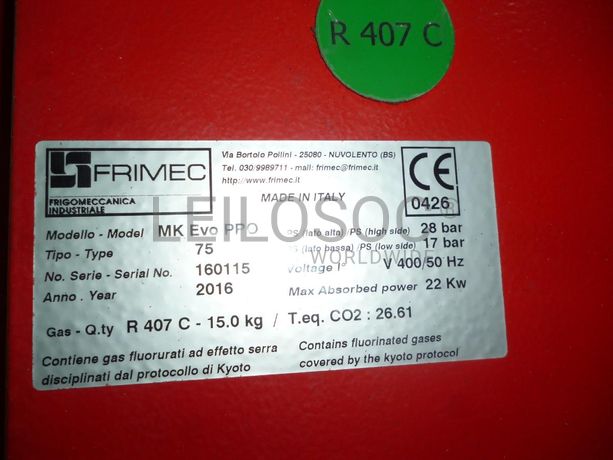 R 407 C
FRIMEC
FRIGOMECCANICA
INDUSTRIALE
Via Bortolo Pollini - 25080 - NUVOLENTO (BS)
Tel. 030 9989711 - mail: frimec@frimec.it
http://www.frimec.it
MADE IN ITALY
CE
0426
Modello - Model MK Evo PPO PS (lato alta) /PS (high side) 28 bar
Tipo - Type 75 (lato bassa) /PS (low side) 17 bar
No. Serie - Serial No. 160115 Voltage V 400/50 Hz
Anno . Year 2016 Max Absorbed power 22 Kw
Gas - Q.ty R 407 C - 15.0 kg / T.eq. CO2 : 26.61
Contiene gas fluorurati ad effetto serra
disciplinati dal protocollo di Kyoto
Contains fluorinated gases
covered by the kyoto protocol
LEILOSOC®
WORLDWIDE